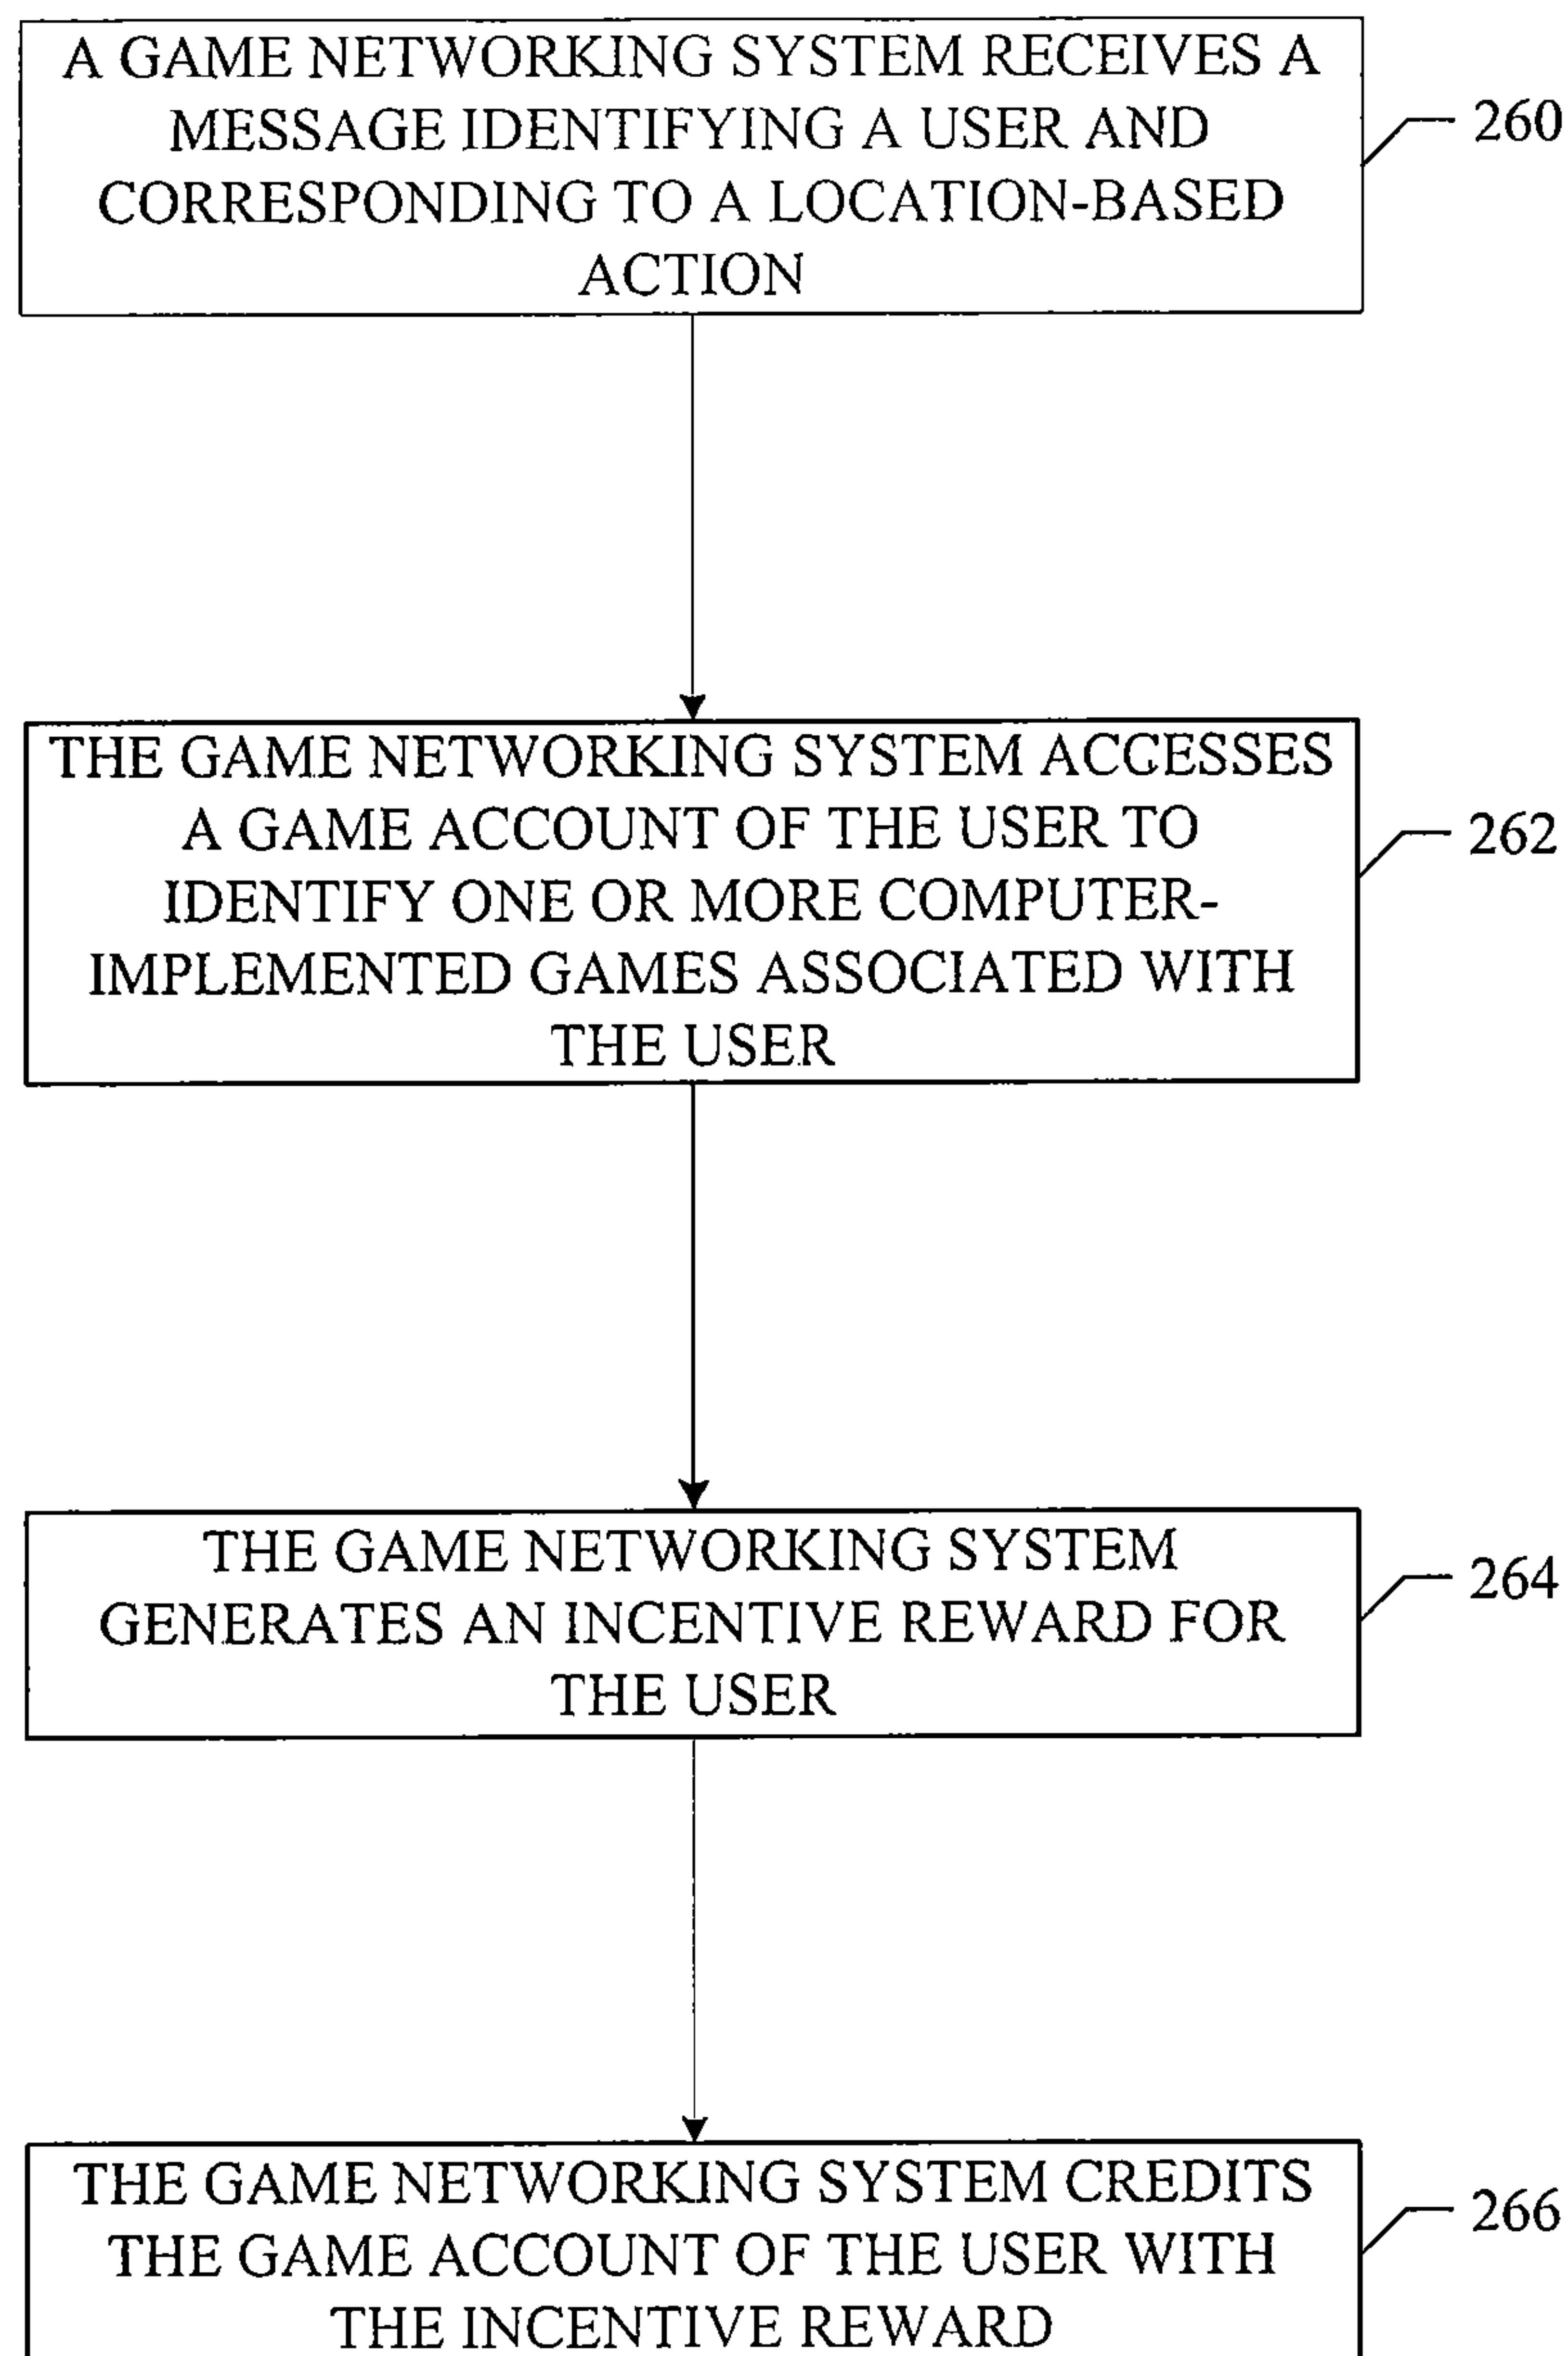 A GAME NETWORKING SYSTEM RECEIVES A
MESSAGE IDENTIFYING A USER AND
CORRESPONDING TO A LOCATION-BASED
ACTION
260
THE GAME NETWORKING SYSTEM ACCESSES
A GAME ACCOUNT OF THE USER TO
IDENTIFY ONE OR MORE COMPUTER-
IMPLEMENTED GAMES ASSOCIATED WITH
THE USER
262
THE GAME NETWORKING SYSTEM
GENERATES AN INCENTIVE REWARD FOR
THE USER
264
THE GAME NETWORKING SYSTEM CREDITS
THE GAME ACCOUNT OF THE USER WITH
THE INCENTIVE REWARD
266